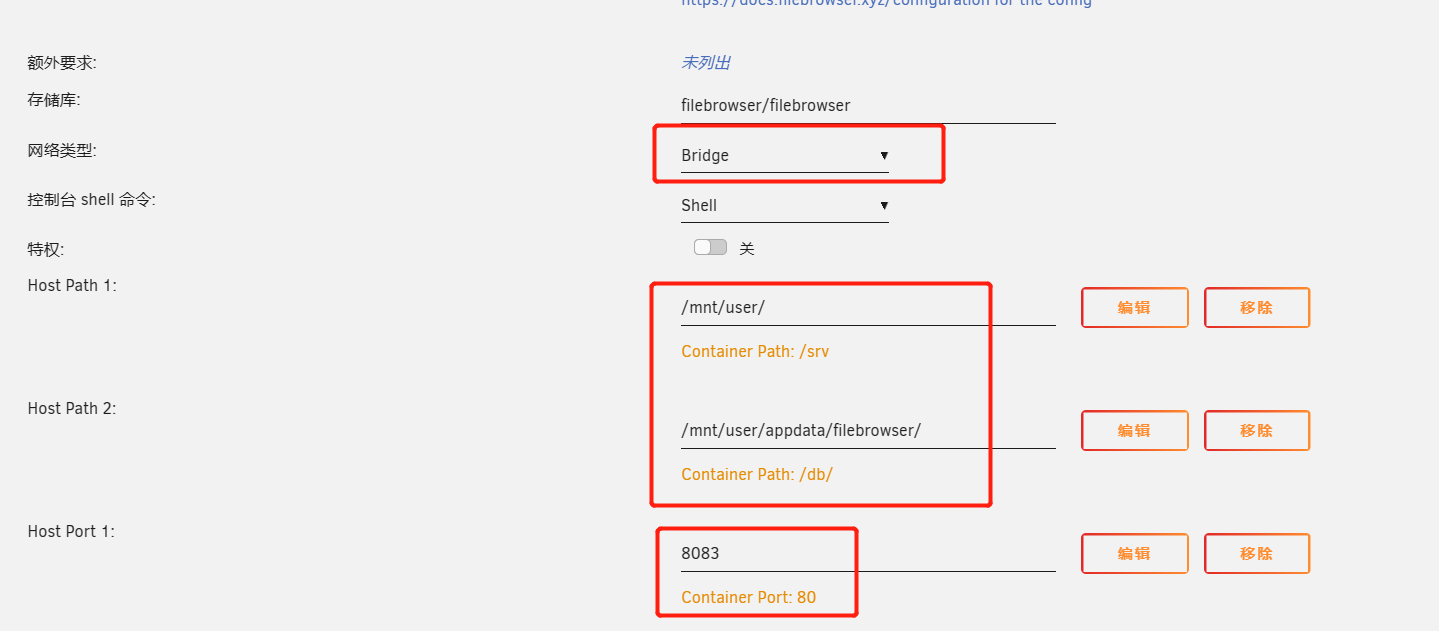 https://docs.filebrowser.xyz/configuration for the config
额外要求:
未列出
存储库:
filebrowser/filebrowser
网络类型:
Bridge
控制台 shell 命令:
Shell
特权:
关
Host Path 1:
/mnt/user/
编辑
移除
Container Path: /srv
Host Path 2:
/mnt/user/appdata/filebrowser/
编辑
移除
Container Path: /db/
Host Port 1:
8083
编辑
移除
Container Port: 80